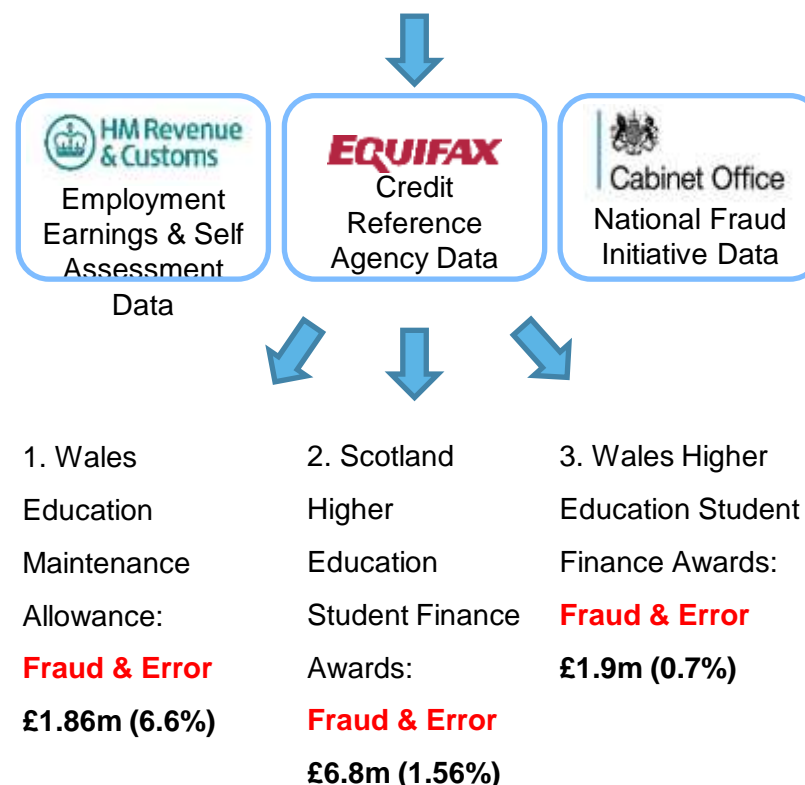 HM Revenue
& Customs
Employment
Earnings & Self
Assessment
Data
EQUIFAX
Credit
Reference
Agency Data
Cabinet Office
National Fraud
Initiative Data
1. Wales
Education
Maintenance
Allowance:
Fraud & Error
£1.86m (6.6%)
2. Scotland
Higher
Education
Student Finance
Awards:
Fraud & Error
£6.8m (1.56%)
3. Wales Higher
Education Student
Finance Awards:
Fraud & Error
£1.9m (0.7%)